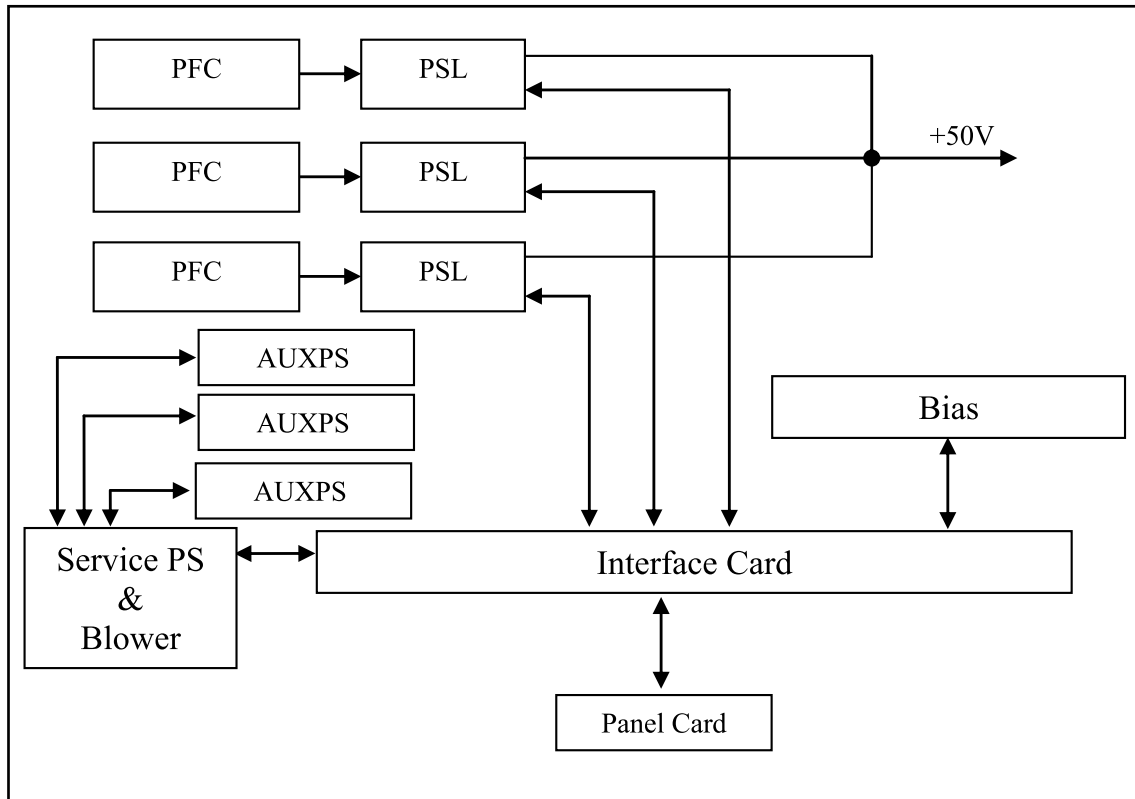 PFC
PSL
+50V
PFC
PSL
PFC
PSL
AUXPS
AUXPS
AUXPS
Bias
Service PS
&
Blower
Interface Card
Panel Card